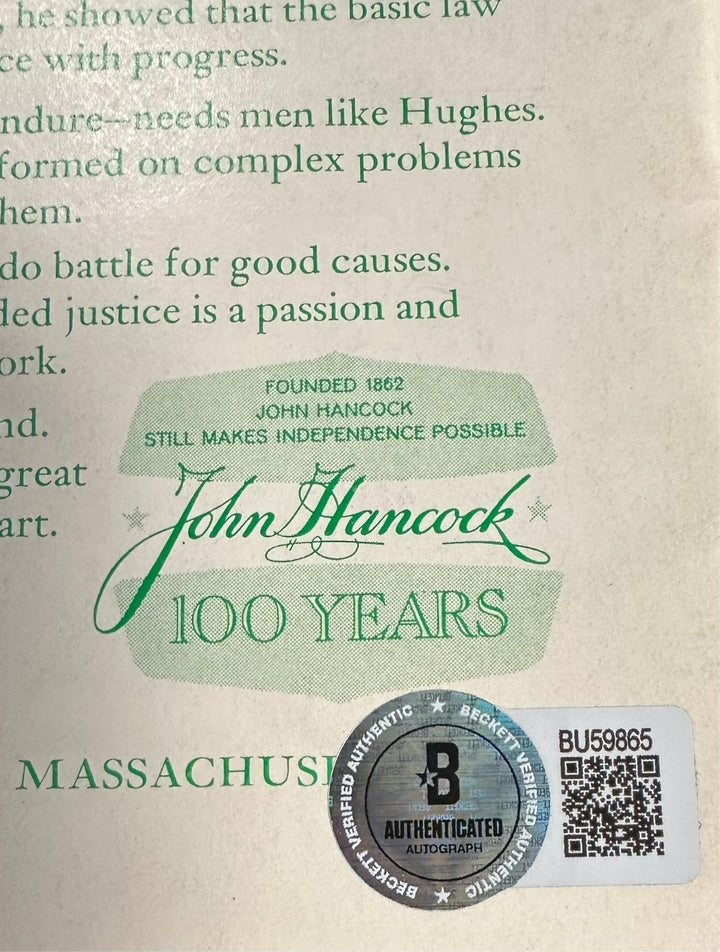 , he showed that the basic law
ce with progress.
ndure—needs men like Hughes.
formed on complex problems
hem.
do battle for good causes.
ded justice is a passion and
ork.
nd.
great
art.
FOUNDED 1862
JOHN HANCOCK
STILL MAKES INDEPENDENCE POSSIBLE
John Hancock
100 YEARS
MASSACHUSE
BECKETT VERIFIED AUTHENTIC ★ BECKETT VERIFIED AUTHENTIC ★
B
AUTHENTICATED
AUTOGRAPH
BU59865